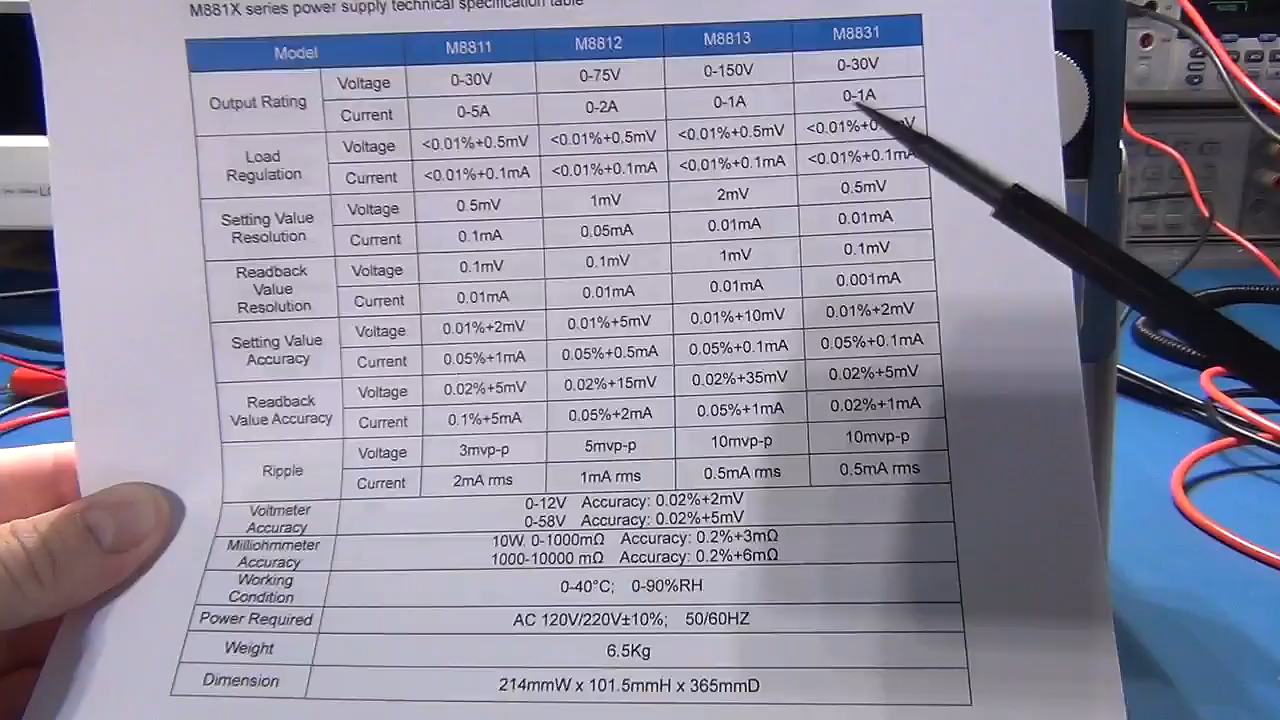 M881X series power supply technical specification table
Model M8811 M8812 M8813 M8831
Output Rating Voltage 0-30V 0-75V 0-150V 0-30V
Current 0-5A 0-2A 0-1A 0-1A
Load Regulation Voltage <0.01%+0.5mV <0.01%+0.5mV <0.01%+0.5mV
Current <0.01%+0.1mA <0.01%+0.1mA <0.01%+0.1mA <0.01%+0.1mA
Setting Value Resolution Voltage 0.5mV 1mV 2mV 0.5mV
Current 0.1mA 0.05mA 0.01mA 0.01mA
Readback Value Resolution Voltage 0.1mV 0.1mV 1mV 0.1mV
Current 0.01mA 0.01mA 0.01mA 0.001mA
Setting Value Accuracy Voltage 0.01%+2mV 0.01%+5mV 0.01%+10mV 0.01%+2mV
Current 0.05%+1mA 0.05%+0.5mA 0.05%+0.1mA 0.05%+0.1mA
Readback Value Accuracy Voltage 0.02%+5mV 0.02%+15mV 0.02%+35mV 0.02%+5mV
Current 0.1%+5mA 0.05%+2mA 0.05%+1mA 0.02%+1mA
Ripple Voltage 3mvp-p 5mvp-p 10mvp-p 10mvp-p
Current 2mA rms 1mA rms 0.5mA rms 0.5mA rms
Voltmeter Accuracy 0-12V Accuracy: 0.02%+2mV
0-58V Accuracy: 0.02%+5mV
Milliohmmeter Accuracy 10W, 0-1000mΩ Accuracy: 0.2%+3mΩ
1000-10000 mΩ Accuracy: 0.2%+6mΩ
Working Condition 0-40°C; 0-90%RH
Power Required AC 120V/220V±10%; 50/60HZ
Weight 6.5Kg
Dimension 214mmW x 101.5mmH x 365mmD